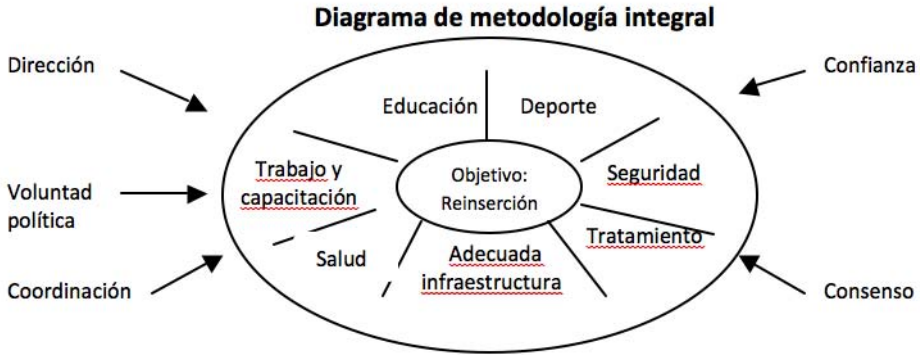 Diagrama de metodología integral
Dirección
Confianza
Educación
Deporte
Trabajo y
capacitación
Objetivo:
Reinserción
Seguridad
Voluntad
política
Salud
Adecuada
infraestructura
Tratamiento
Coordinación
Consenso